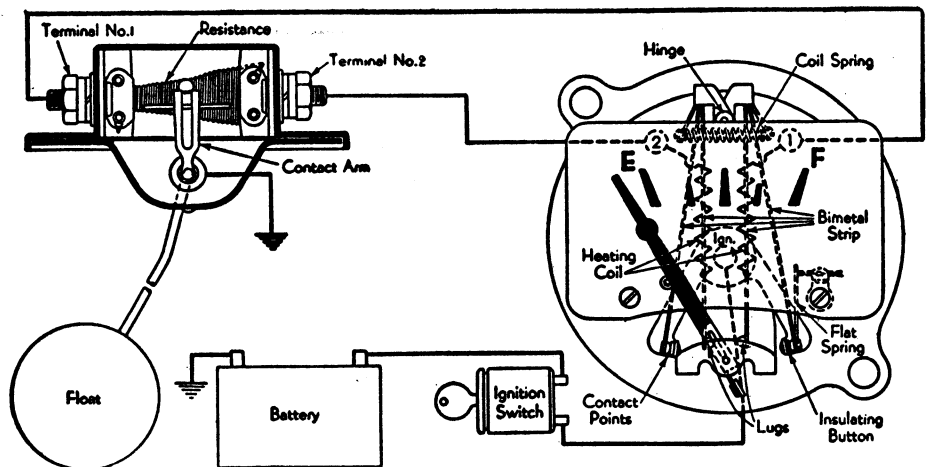 Terminal No.1
Resistance
Terminal No.2
Contact Arm
Float
Battery
Ignition
Switch
Hinge
Coil Spring
2
1
E
F
Ign.
Bimetal
Strip
Heating
Coil
Flat
Spring
Contact
Points
Lugs
Insulating
Button